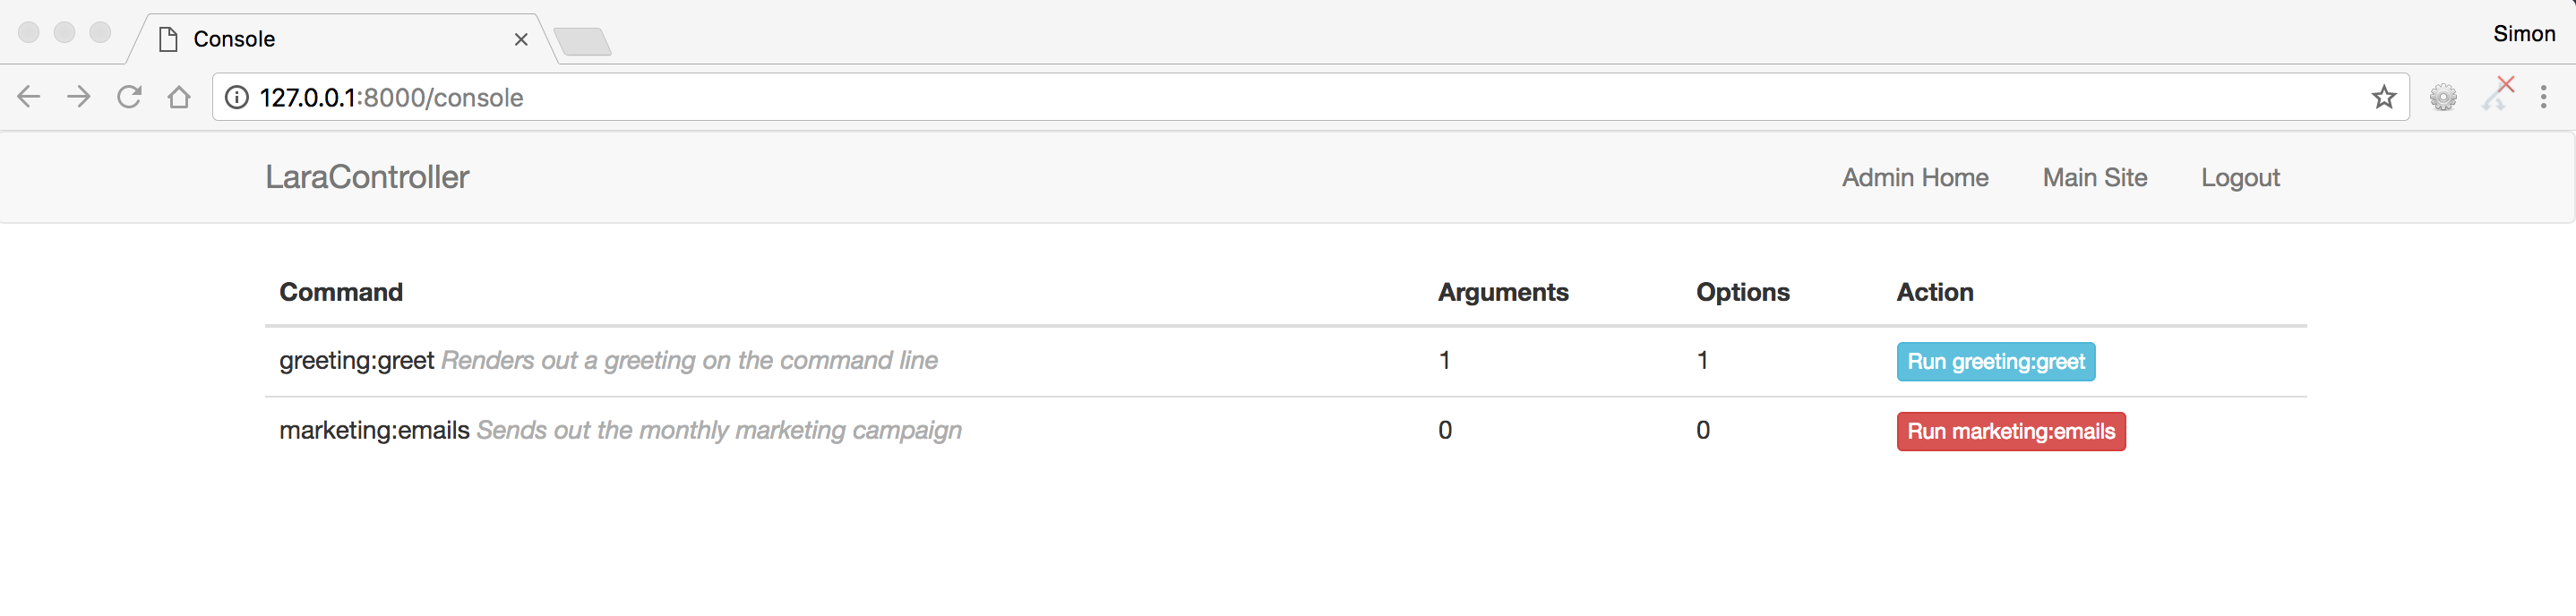 Console
Simon
127.0.0.1:8000/console
LaraController Admin Home Main Site Logout
Command Arguments Options Action
greeting:greet Renders out a greeting on the command line 1 1 Run greeting:greet
marketing:emails Sends out the monthly marketing campaign 0 0 Run marketing:emails